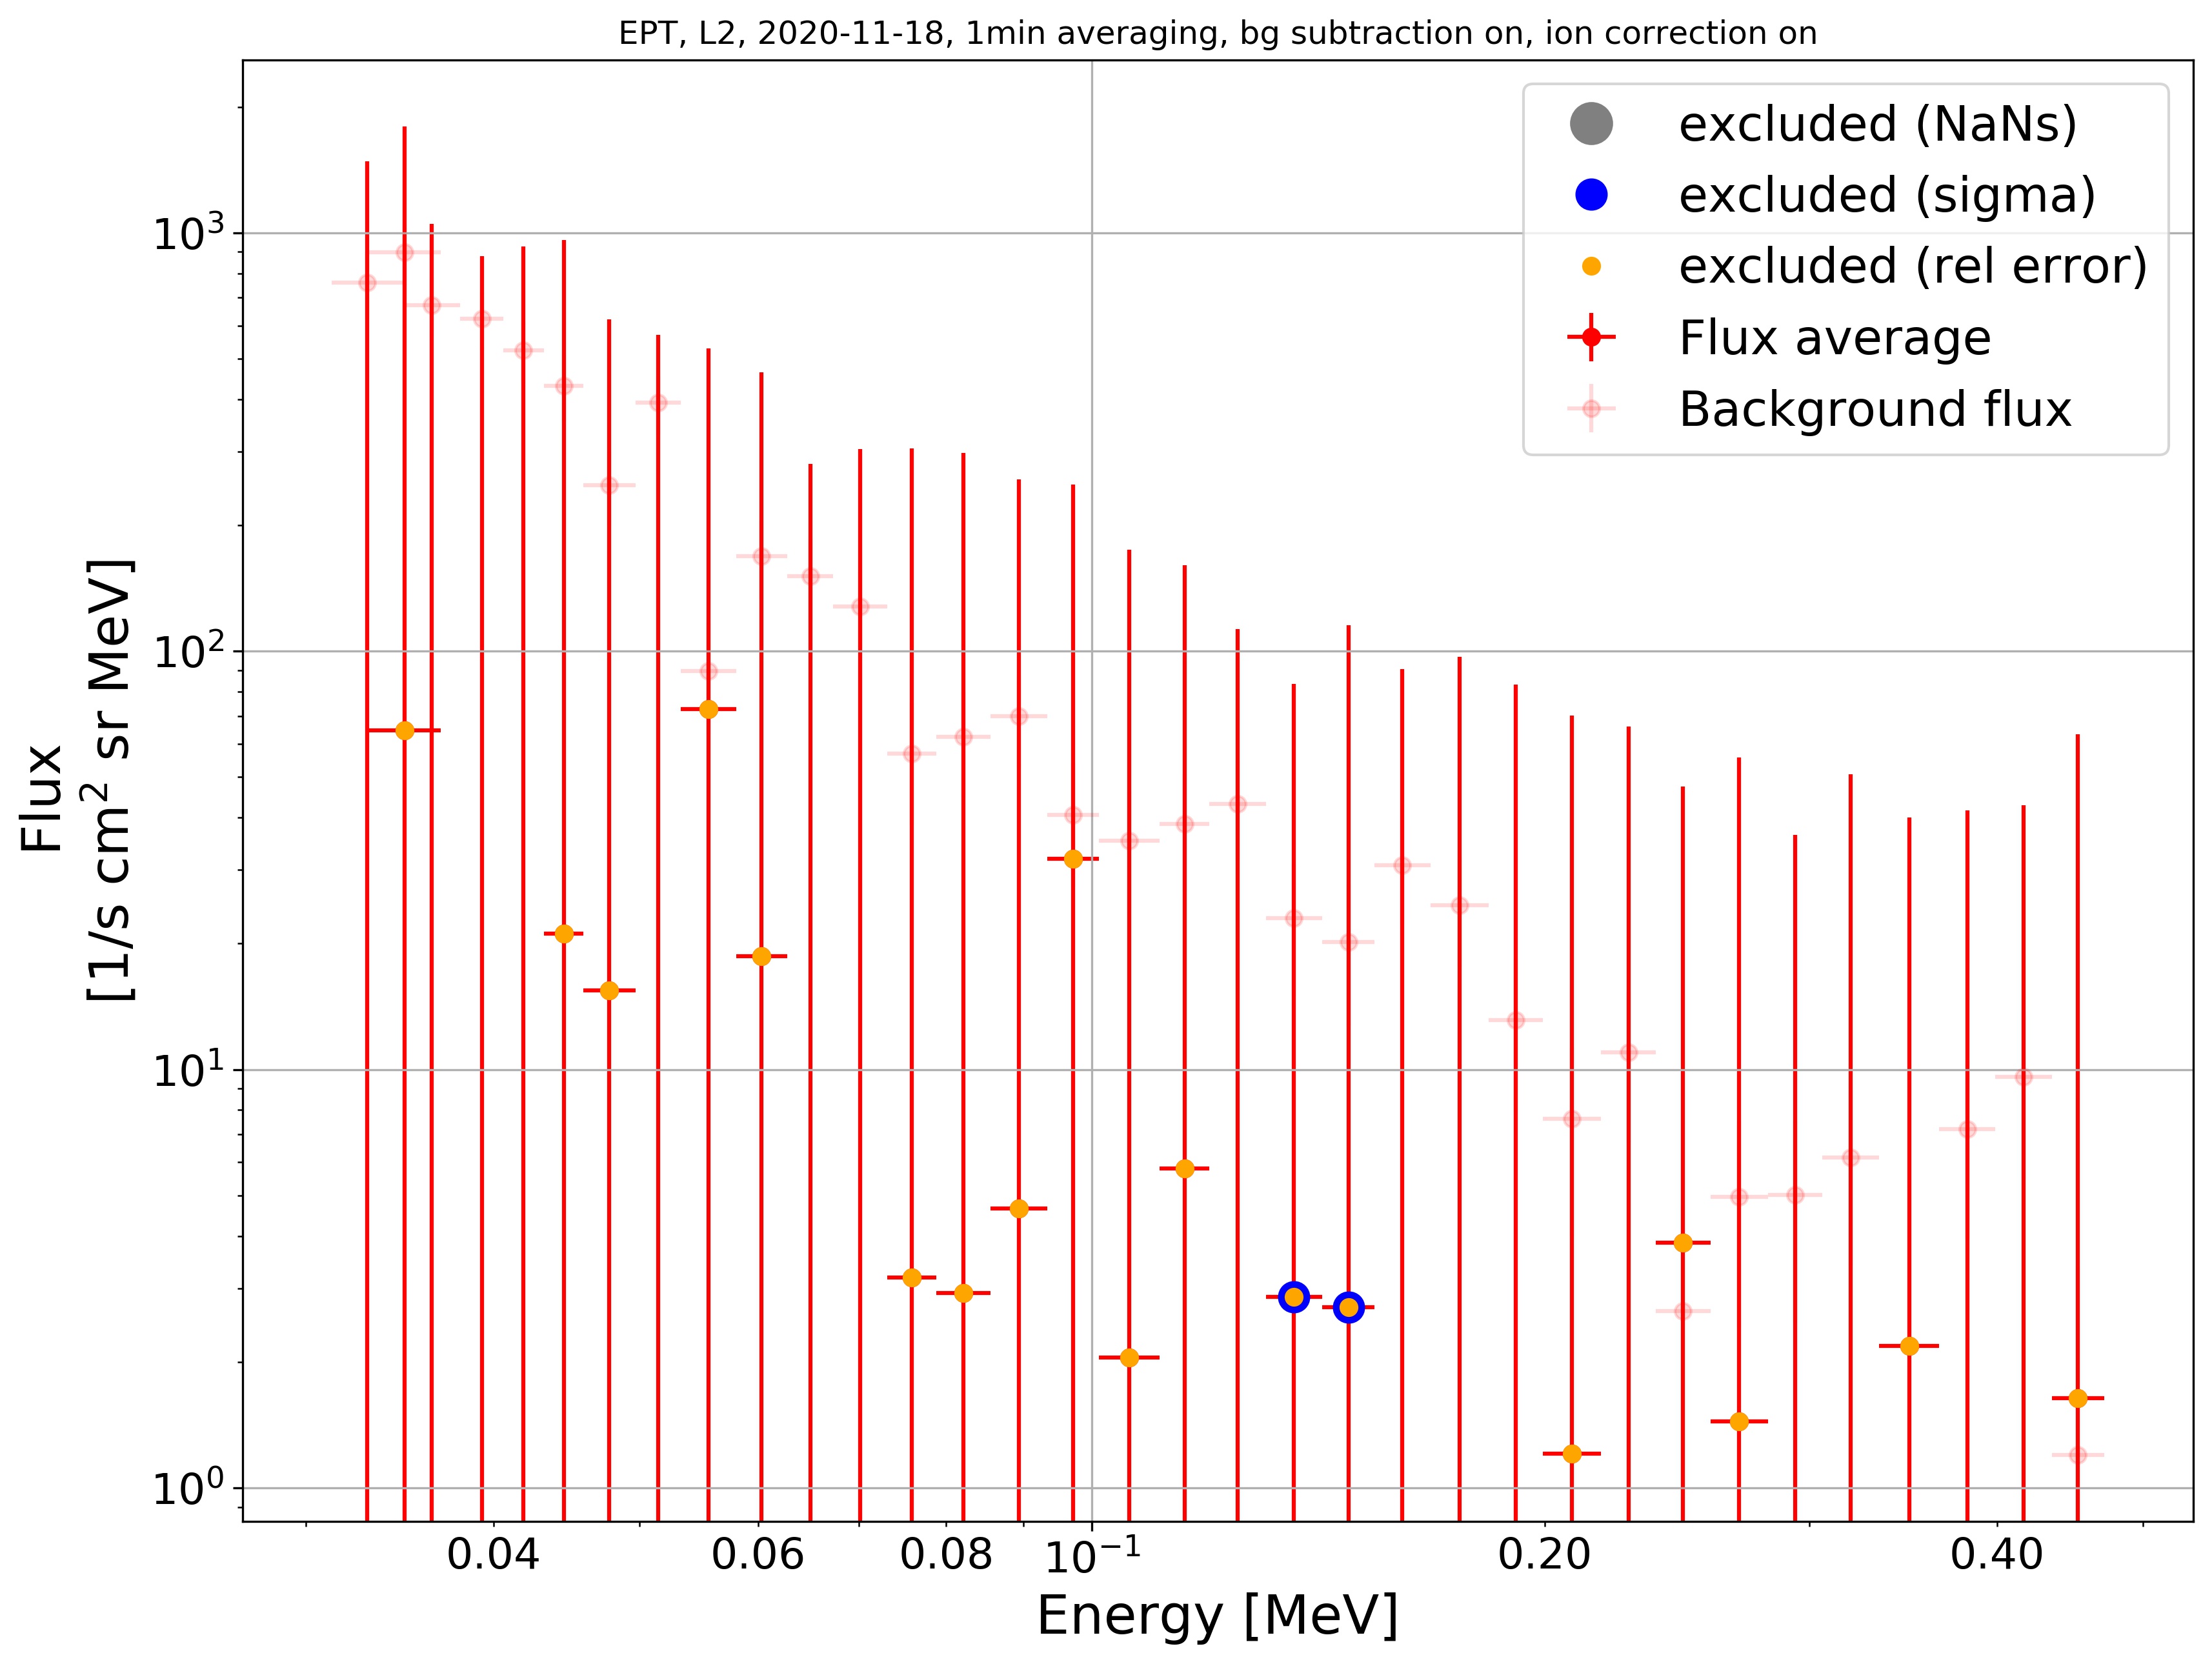 EPT, L2, 2020-11-18, 1min averaging, bg subtraction on, ion correction on
excluded (NaNs)
excluded (sigma)
excluded (rel error)
Flux average
Background flux
10³
10²
10¹
10⁰
Flux
[1/s cm² sr MeV]
0.04 0.06 0.08 10⁻¹ 0.20 0.40
Energy [MeV]